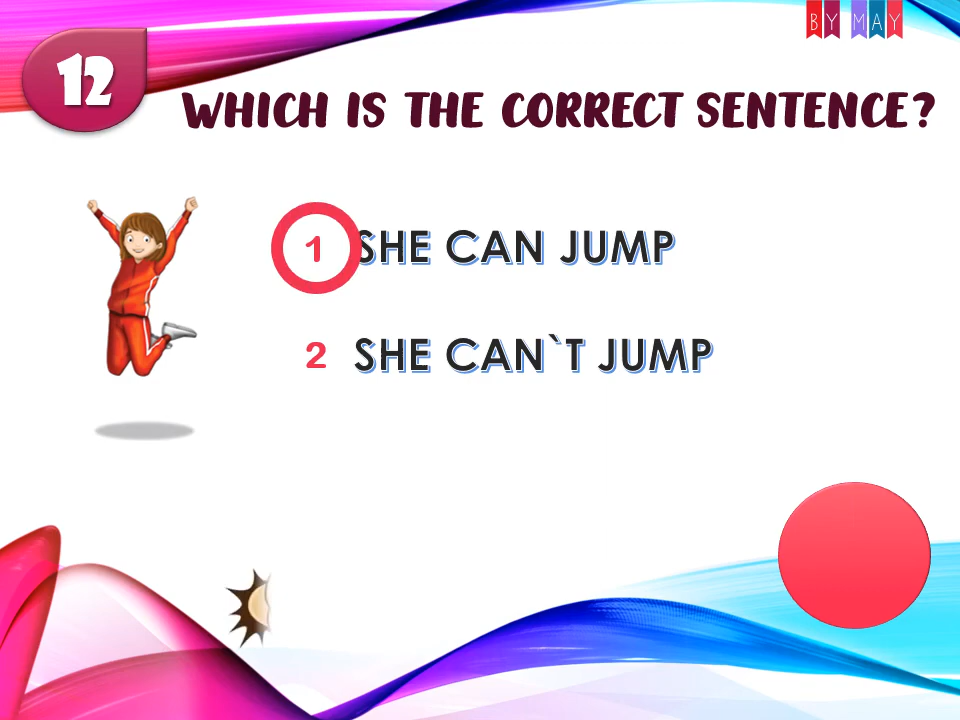 BY MAY
12
WHICH IS THE CORRECT SENTENCE?
1 SHE CAN JUMP
2 SHE CAN`T JUMP